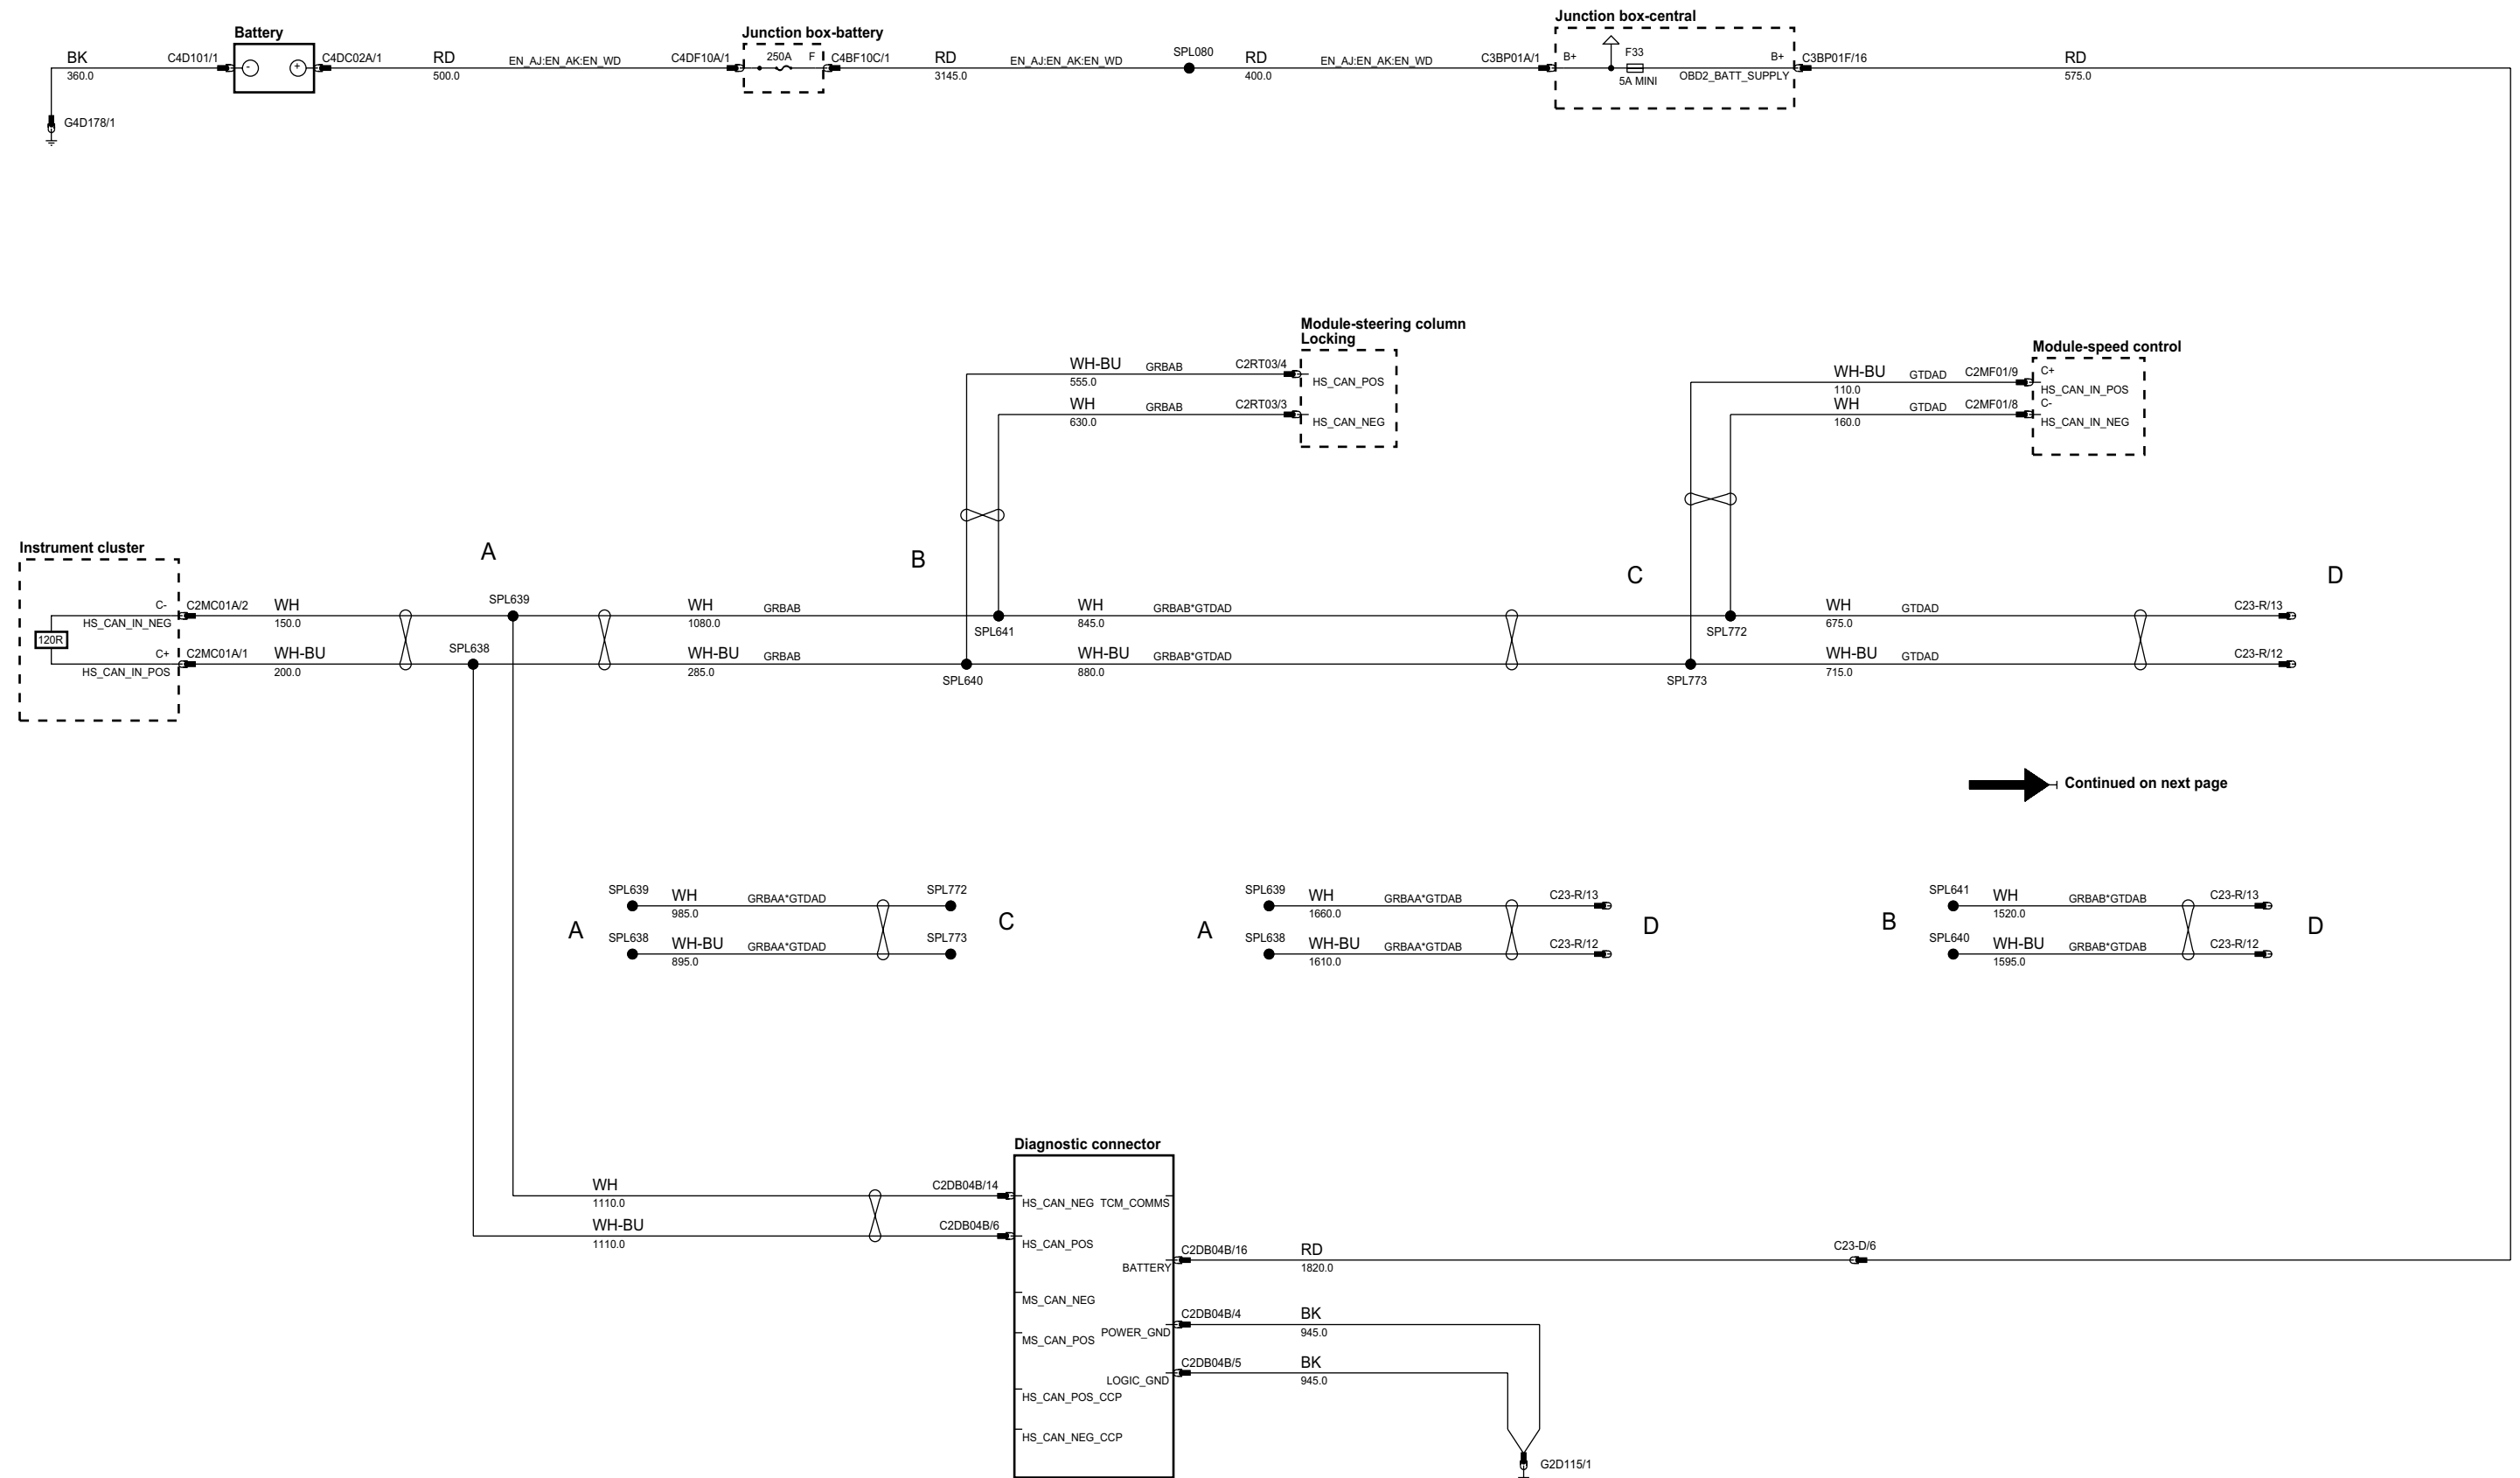 Battery
Junction box-battery
Junction box-central
BK
360.0
C4D101/1
-
+
C4DC02A/1
RD
500.0
EN_AJ:EN_AK:EN_WD
C4DF10A/1
250A
F
C4BF10C/1
RD
3145.0
EN_AJ:EN_AK:EN_WD
SPL080
RD
400.0
EN_AJ:EN_AK:EN_WD
C3BP01A/1
B+
F33
5A MINI
B+
OBD2_BATT_SUPPLY
C3BP01F/16
RD
575.0
G4D178/1
Module-steering column
Locking
WH-BU
555.0
GRBAB
C2RT03/4
HS_CAN_POS
WH
630.0
GRBAB
C2RT03/3
HS_CAN_NEG
Module-speed control
WH-BU
110.0
GTDAD
C2MF01/9
C+
HS_CAN_IN_POS
WH
160.0
GTDAD
C2MF01/8
C-
HS_CAN_IN_NEG
Instrument cluster
A
B
C
D
120R
C-
HS_CAN_IN_NEG
C2MC01A/2
WH
150.0
SPL639
WH
1080.0
GRBAB
SPL641
WH
845.0
GRBAB*GTDAD
SPL772
WH
675.0
GTDAD
C23-R/13
C+
HS_CAN_IN_POS
C2MC01A/1
WH-BU
200.0
SPL638
WH-BU
285.0
GRBAB
SPL640
WH-BU
880.0
GRBAB*GTDAD
SPL773
WH-BU
715.0
GTDAD
C23-R/12
Continued on next page
A
SPL639
WH
985.0
GRBAA*GTDAD
SPL772
SPL638
WH-BU
895.0
GRBAA*GTDAD
SPL773
C
A
SPL639
WH
1660.0
GRBAA*GTDAB
C23-R/13
SPL638
WH-BU
1610.0
GRBAA*GTDAB
C23-R/12
D
B
SPL641
WH
1520.0
GRBAB*GTDAB
C23-R/13
SPL640
WH-BU
1595.0
GRBAB*GTDAB
C23-R/12
D
Diagnostic connector
WH
1110.0
C2DB04B/14
HS_CAN_NEG
TCM_COMMS
WH-BU
1110.0
C2DB04B/6
HS_CAN_POS
BATTERY
C2DB04B/16
RD
1820.0
C23-D/6
MS_CAN_NEG
MS_CAN_POS
POWER_GND
C2DB04B/4
BK
945.0
LOGIC_GND
C2DB04B/5
BK
945.0
HS_CAN_POS_CCP
HS_CAN_NEG_CCP
G2D115/1